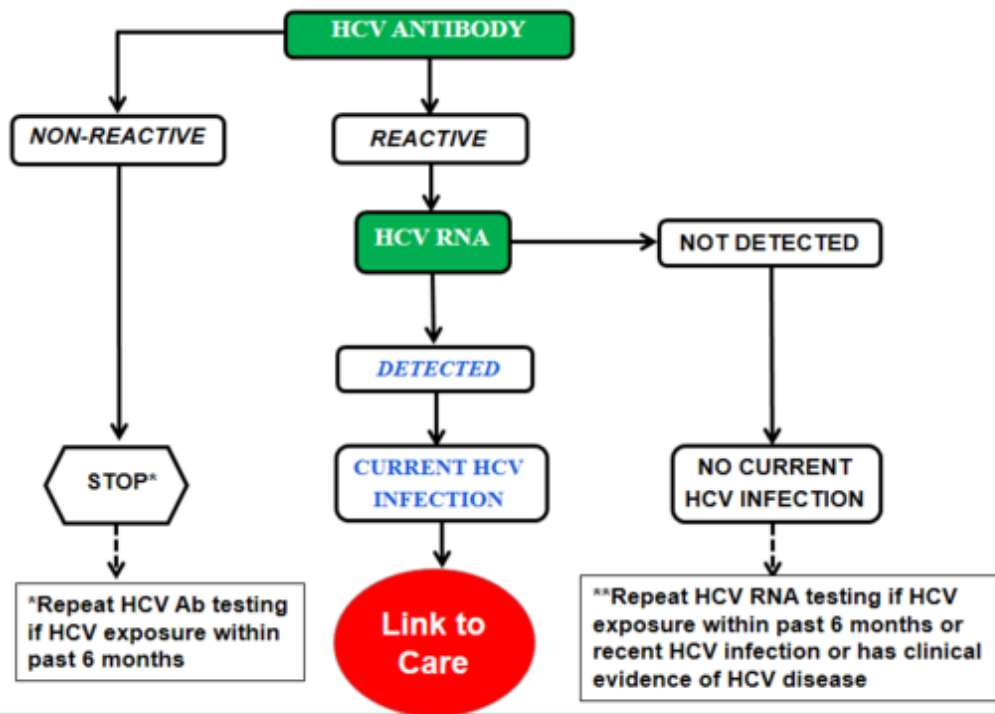 HCV ANTIBODY
NON-REACTIVE
REACTIVE
HCV RNA
NOT DETECTED
DETECTED
STOP*
CURRENT HCV
INFECTION
NO CURRENT
HCV INFECTION
*Repeat HCV Ab testing
if HCV exposure within
past 6 months
Link to
Care
**Repeat HCV RNA testing if HCV
exposure within past 6 months or
recent HCV infection or has clinical
evidence of HCV disease